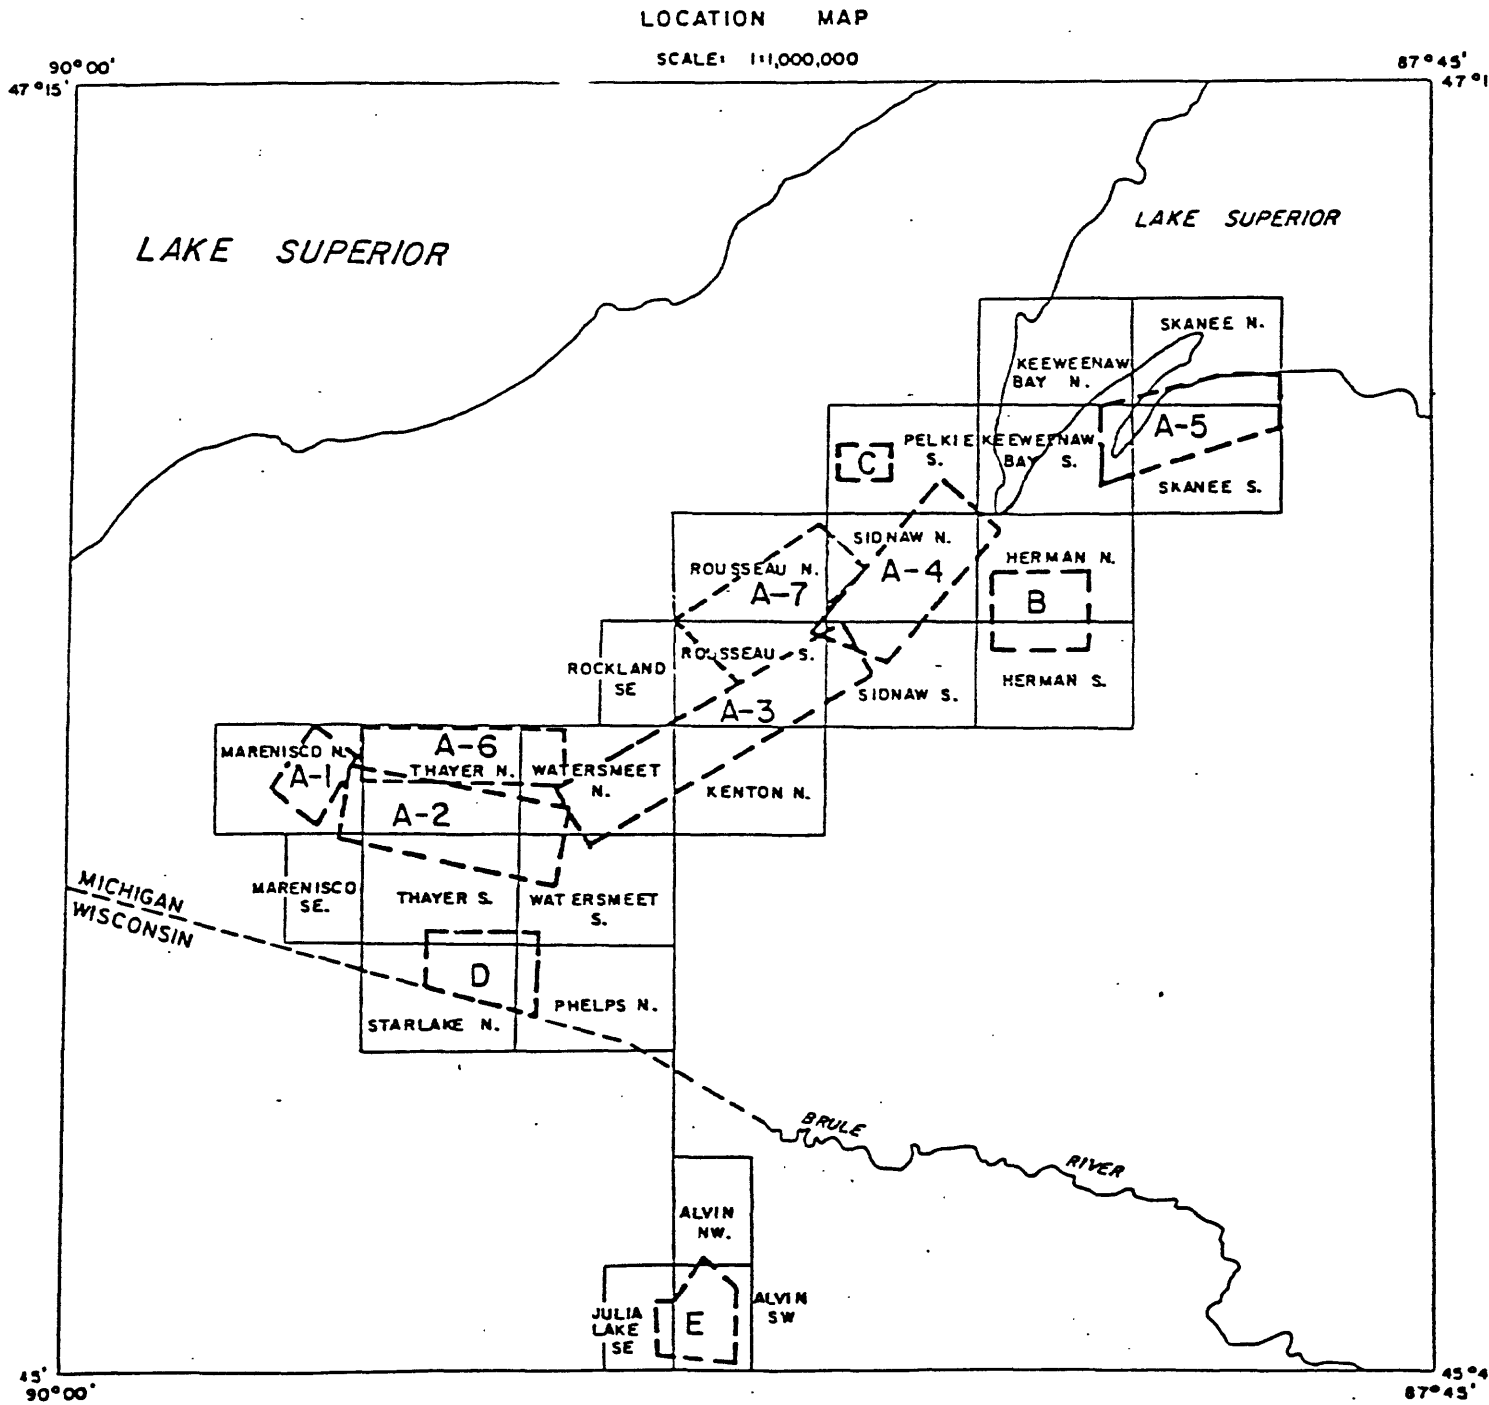 LOCATION MAP
SCALE: 1:1,000,000
90°00'
87°45'
47°15'
47°1
LAKE SUPERIOR
LAKE SUPERIOR
SKANEE N.
KEEWEENAW
BAY N.
A-5
PELKIE
S.
KEEWEENAW
BAY S.
C
SKANEE S.
SIDNAW N.
HERMAN N.
ROUSSEAU N.
A-4
A-7
B
ROUSSEAU S.
ROCKLAND
SE
SIDNAW S.
HERMAN S.
A-3
MARENISCO N.
A-6
A-1
THAYER N.
WATERSMEET
N.
KENTON N.
A-2
MICHIGAN
WISCONSIN
MARENISCO
SE.
THAYER S.
WATERSMEET
S.
D
PHELPS N.
STARLAKE N.
BRULE
RIVER
ALVIN
NW.
JULIA
LAKE
SE
E
ALVIN
SW
45'
45°4
90°00'
87°45'